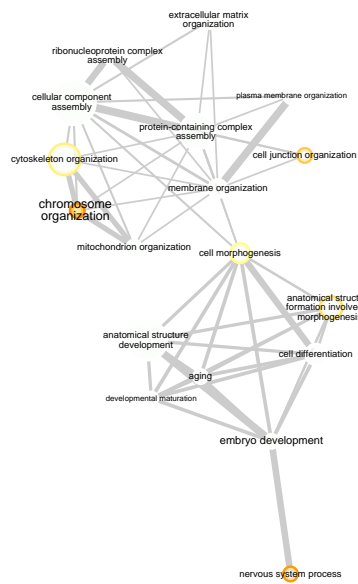 extracellular matrix
organization
ribonucleoprotein complex
assembly
cellular component
assembly
plasma membrane organization
protein-containing complex
assembly
cytoskeleton organization
cell junction organization
membrane organization
chromosome
organization
mitochondrion organization
cell morphogenesis
anatomical struct
formation involve
morphogenesis
anatomical structure
development
cell differentiation
aging
developmental maturation
embryo development
nervous system process